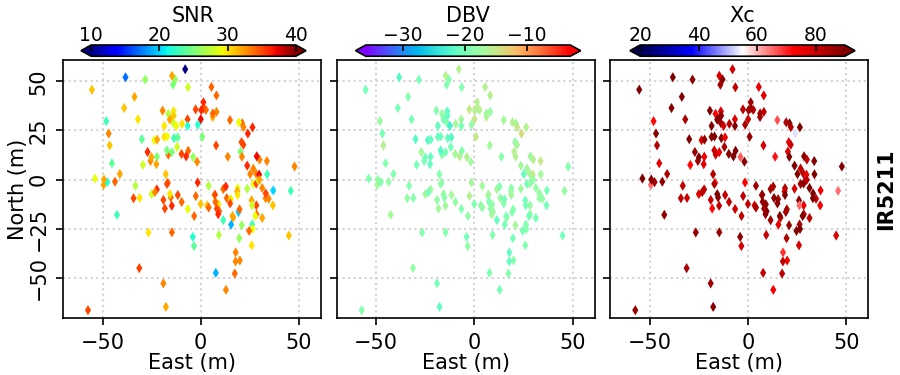 SNR DBV Xc
10 20 30 40 −30 −20 −10 20 40 60 80
50
25
0
−25
−50
North (m)
−50 0 50 −50 0 50 −50 0 50
East (m) East (m) East (m)
IR5211